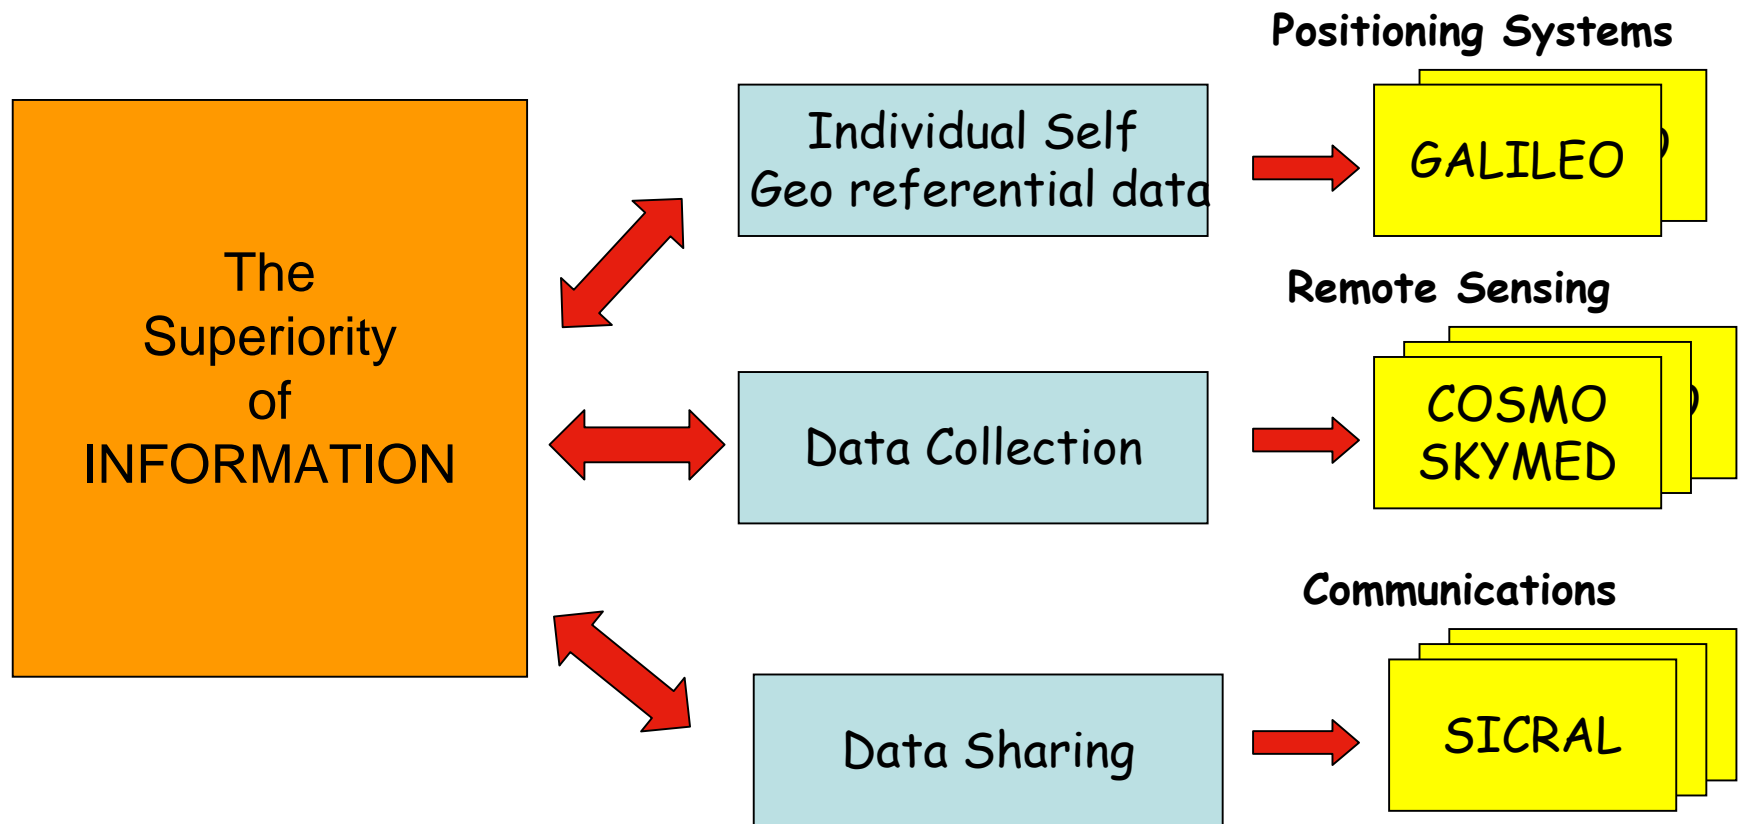 The
Superiority
of
INFORMATION
Positioning Systems
Individual Self
Geo referential data
GALILEO
Remote Sensing
Data Collection
COSMO
SKYMED
Communications
Data Sharing
SICRAL